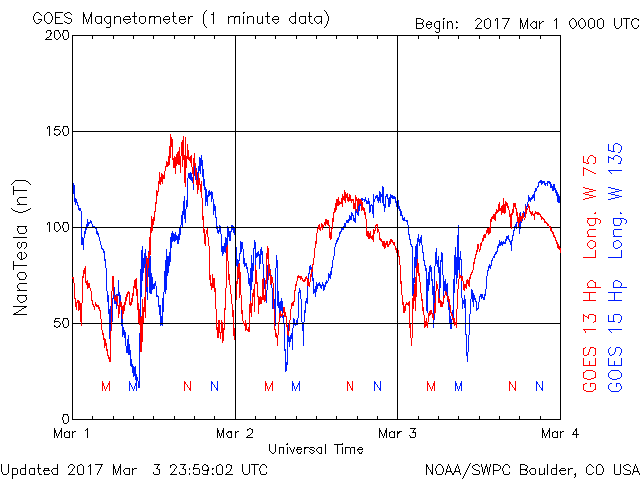 GOES Magnetometer (1 minute data)
Begin: 2017 Mar 1 0000 UTC
200
150
100
50
0
NanoTesla (nT)
M M N N M M N N M M N N
Mar 1 Mar 2 Mar 3 Mar 4
Universal Time
GOES 13 Hp Long. W 75
GOES 15 Hp Long. W 135
Updated 2017 Mar 3 23:59:02 UTC
NOAA/SWPC Boulder, CO USA